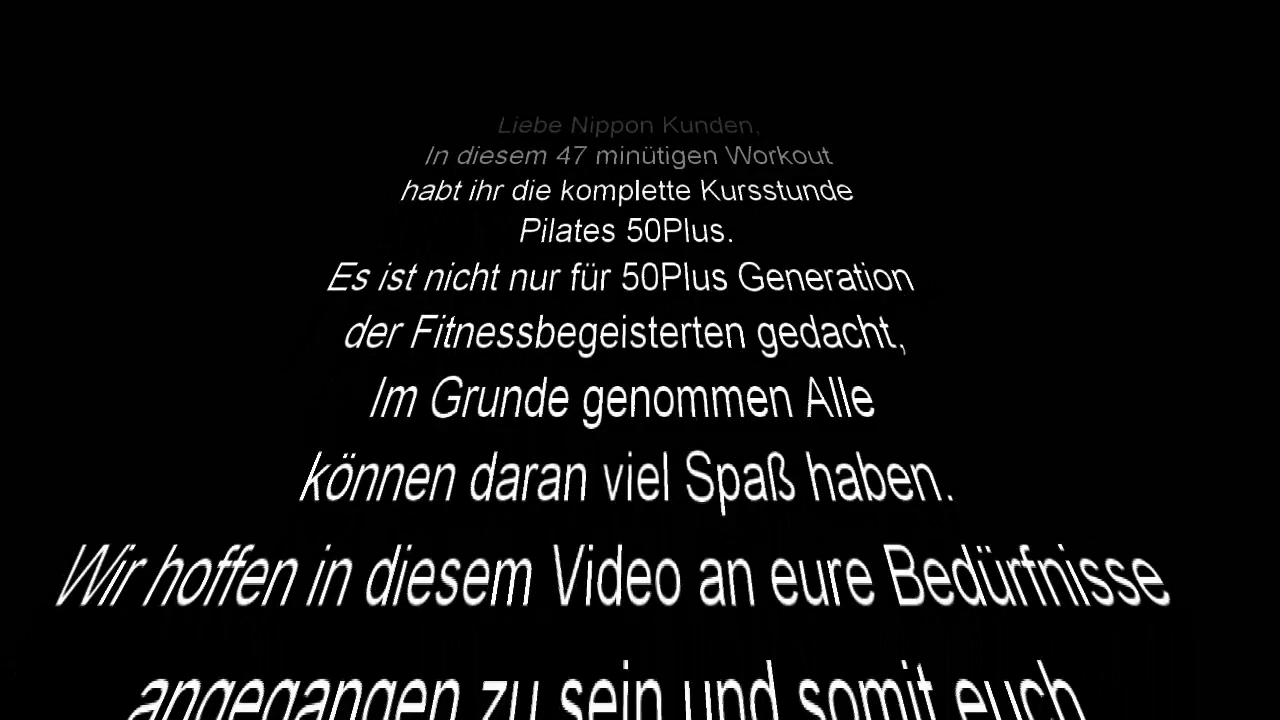 Liebe Nippon Kunden,
In diesem 47 minütigen Workout
habt ihr die komplette Kursstunde
Pilates 50Plus.
Es ist nicht nur für 50Plus Generation
der Fitnessbegeisterten gedacht,
Im Grunde genommen Alle
können daran viel Spaß haben.
Wir hoffen in diesem Video an eure Bedürfnisse
angegangen zu sein und somit euch